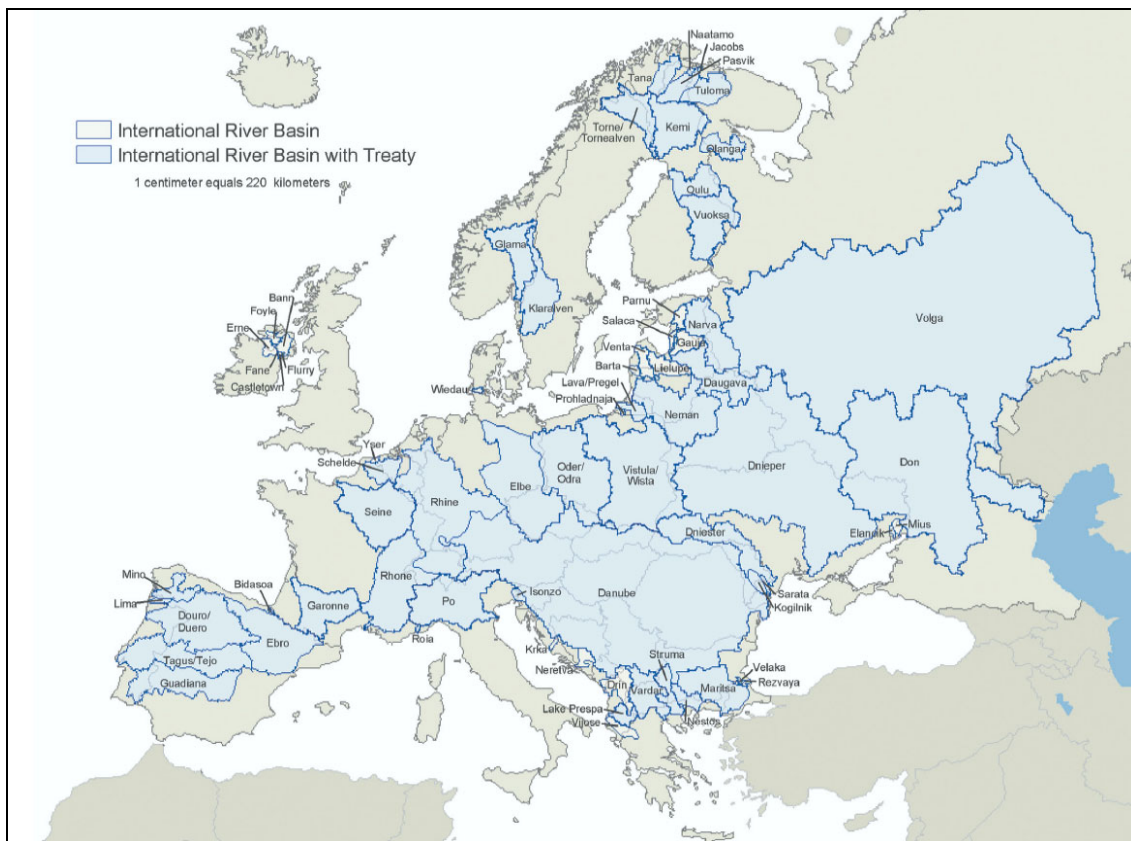 Naatamo
Jacobs
Pasvik
Tana
Tuloma
International River Basin
International River Basin with Treaty
1 centimeter equals 220 kilometers
Torne/
Tornealven
Kemi
Olanga
Oulu
Vuoksa
Glama
Klaralven
Bann
Foyle
Erne
Fane
Flurry
Castletown
Parnu
Salaca
Narva
Gauja
Venta
Barta
Lielupe
Lava/Pregel
Daugava
Prohladnaja
Neman
Volga
Wiedau
Yser
Schelde
Seine
Rhine
Elbe
Oder/
Odra
Vistula/
Wista
Dnieper
Don
Dniester
Elancik
Mius
Mino
Lima
Bidasoa
Garonne
Rhone
Po
Isonzo
Danube
Sarata
Kogilnik
Douro/
Duero
Ebro
Tagus/Tejo
Guadiana
Roia
Krka
Neretva
Struma
Velaka
Rezvaya
Drin
Vardar
Maritsa
Lake Prespa
Vijose
Nestos